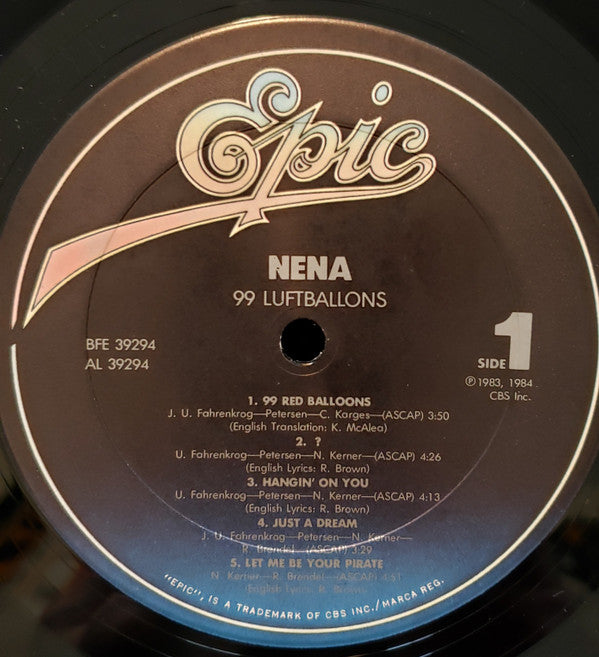 Epic
NENA
99 LUFTBALLONS
BFE 39294
AL 39294
SIDE 1
Ⓟ1983, 1984
CBS Inc.
1. 99 RED BALLOONS
J. U. Fahrenkrog—Petersen—C. Karges—(ASCAP) 3:50
(English Translation: K. McAlea)
2. ?
U. Fahrenkrog—Petersen—N. Kerner—(ASCAP) 4:26
(English Lyrics: R. Brown)
3. HANGIN' ON YOU
U. Fahrenkrog—Petersen—N. Kerner—(ASCAP) 4:13
(English Lyrics: R. Brown)
4. JUST A DREAM
J. U. Fahrenkrog—Petersen—N. Kerner—
R. Brendel—(ASCAP) 3:29
5. LET ME BE YOUR PIRATE
N. Kerner—R. Brendel—(ASCAP) 4:51
(English Lyrics: R. Brown)
"EPIC", IS A TRADEMARK OF CBS INC./MARCA REG.